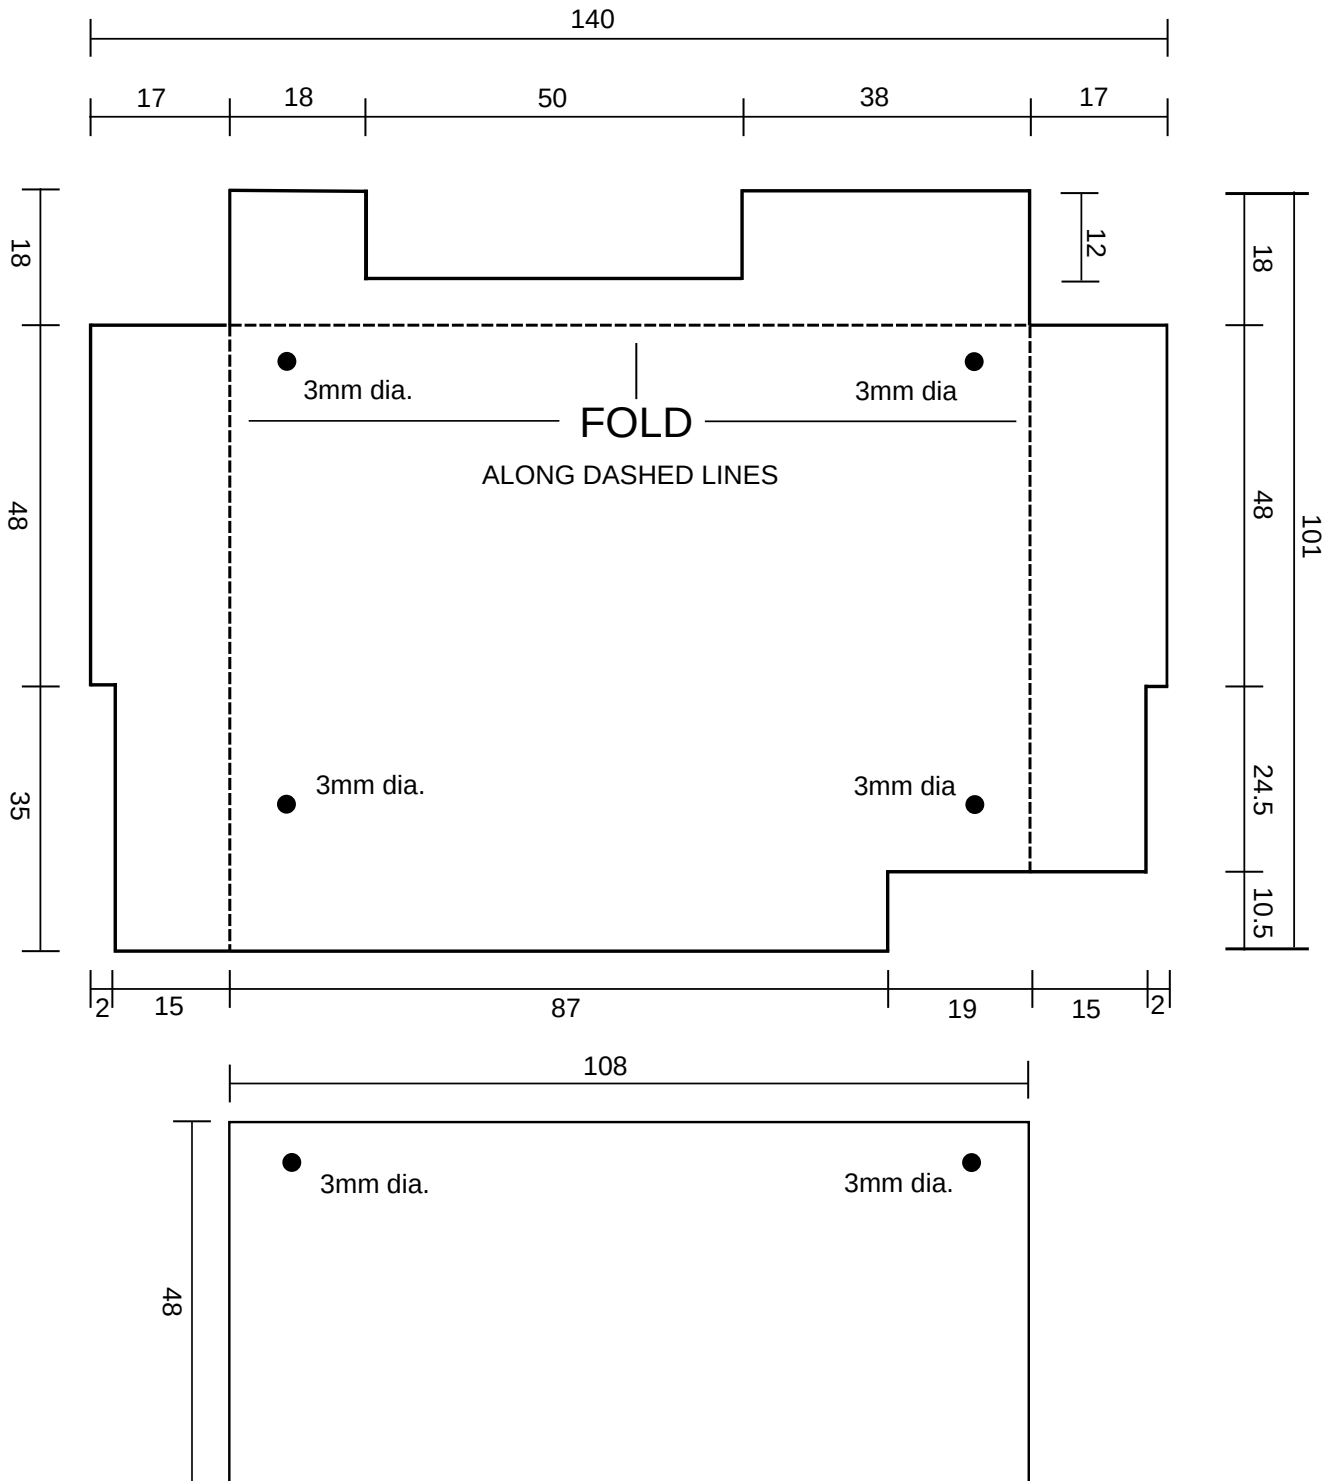 140
17 18 50 38 17
18 12 18
3mm dia. 3mm dia
FOLD
ALONG DASHED LINES
48 48 101
3mm dia. 3mm dia
35 24.5
10.5
2 15 87 19 15 2
108
3mm dia. 3mm dia.
48